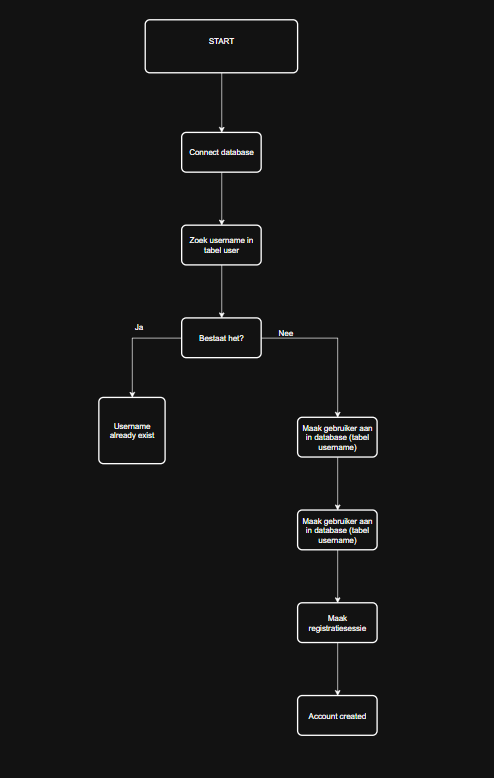 START
Connect database
Zoek username in
tabel user
Bestaat het?
Ja
Nee
Username
already exist
Maak gebruiker aan
in database (tabel
username)
Maak gebruiker aan
in database (tabel
username)
Maak
registratiesessie
Account created